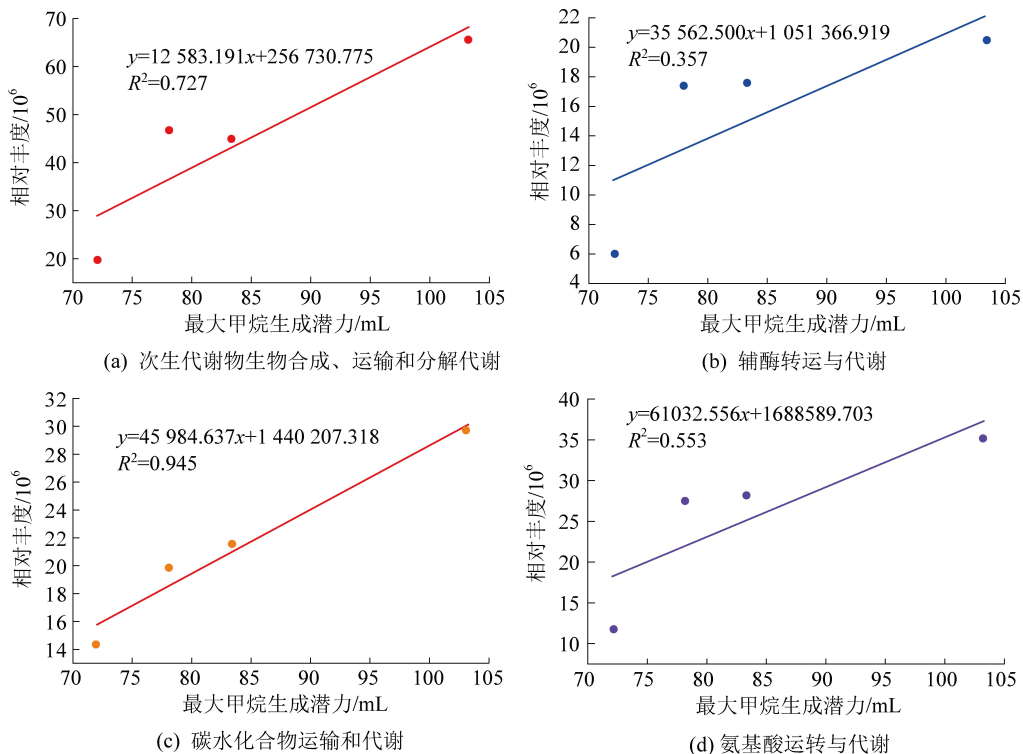 70
60
50
40
30
20
相对丰度/10⁶
y=12 583.191x+256 730.775
R²=0.727
70 75 80 85 90 95 100 105
最大甲烷生成潜力/mL
(a) 次生代谢物生物合成、运输和分解代谢
22
20
18
16
14
12
10
8
6
4
相对丰度/10⁶
y=35 562.500x+1 051 366.919
R²=0.357
70 75 80 85 90 95 100 105
最大甲烷生成潜力/mL
(b) 辅酶转运与代谢
32
30
28
26
24
22
20
18
16
14
相对丰度/10⁶
y=45 984.637x+1 440 207.318
R²=0.945
70 75 80 85 90 95 100 105
最大甲烷生成潜力/mL
(c) 碳水化合物运输和代谢
40
35
30
25
20
15
10
相对丰度/10⁶
y=61032.556x+1688589.703
R²=0.553
70 75 80 85 90 95 100 105
最大甲烷生成潜力/mL
(d) 氨基酸运转与代谢